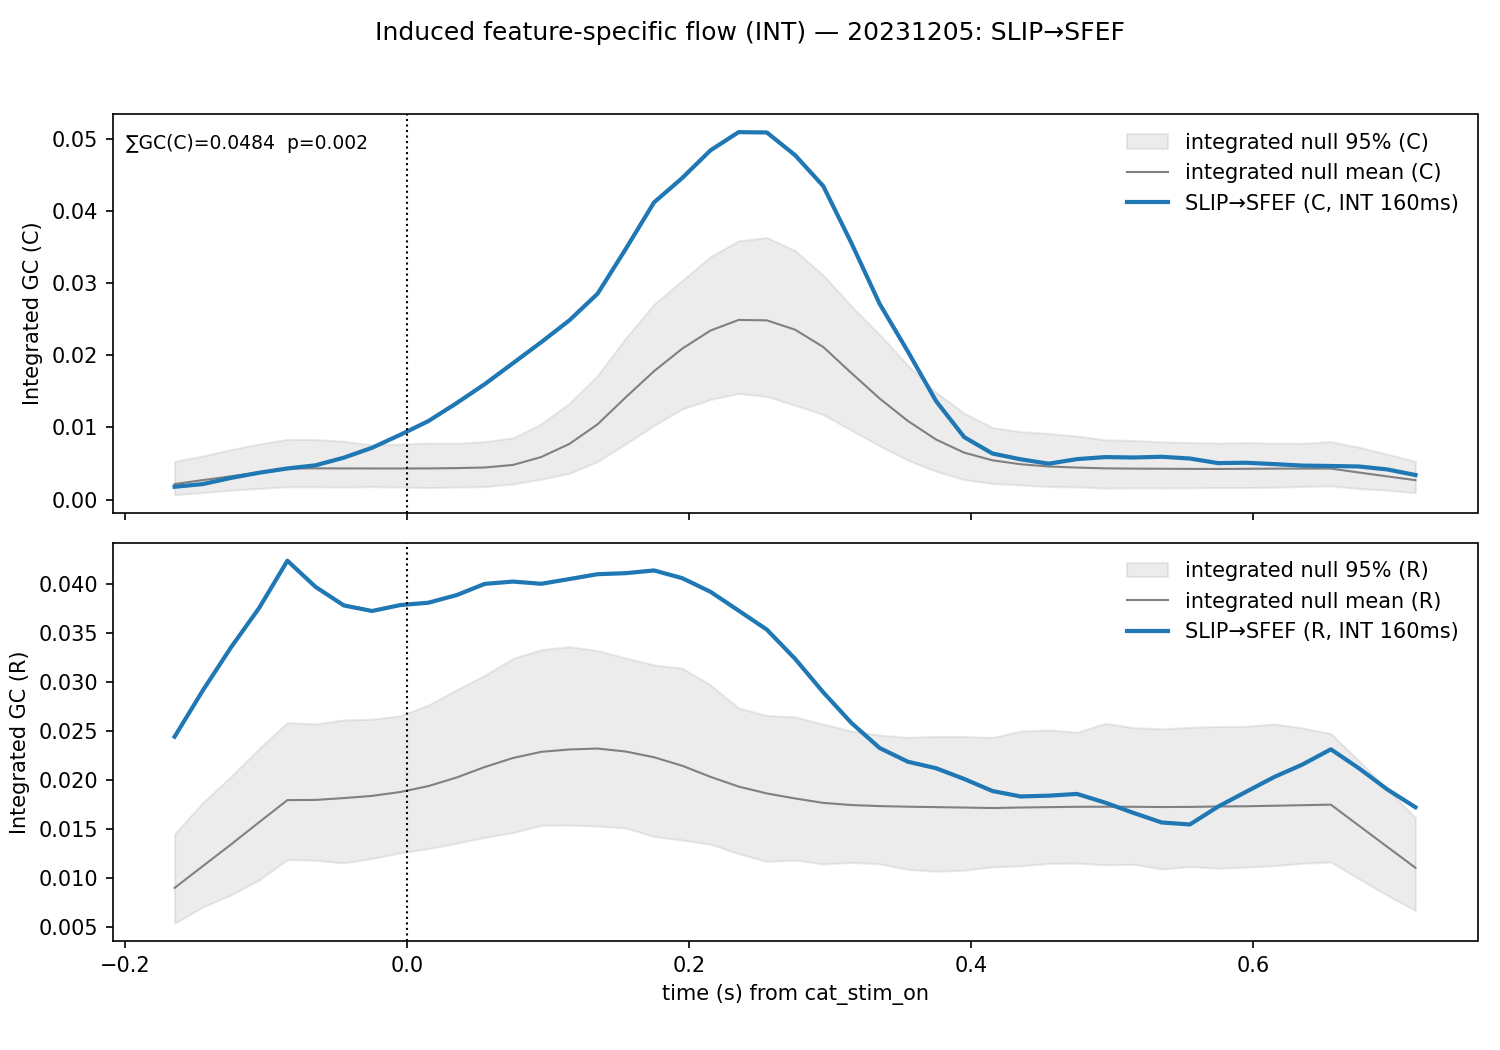 Induced feature-specific flow (INT) — 20231205: SLIP→SFEF
∑GC(C)=0.0484  p=0.002
integrated null 95% (C)
integrated null mean (C)
SLIP→SFEF (C, INT 160ms)
Integrated GC (C)
0.05
0.04
0.03
0.02
0.01
0.00
integrated null 95% (R)
integrated null mean (R)
SLIP→SFEF (R, INT 160ms)
Integrated GC (R)
0.040
0.035
0.030
0.025
0.020
0.015
0.010
0.005
−0.2 0.0 0.2 0.4 0.6
time (s) from cat_stim_on